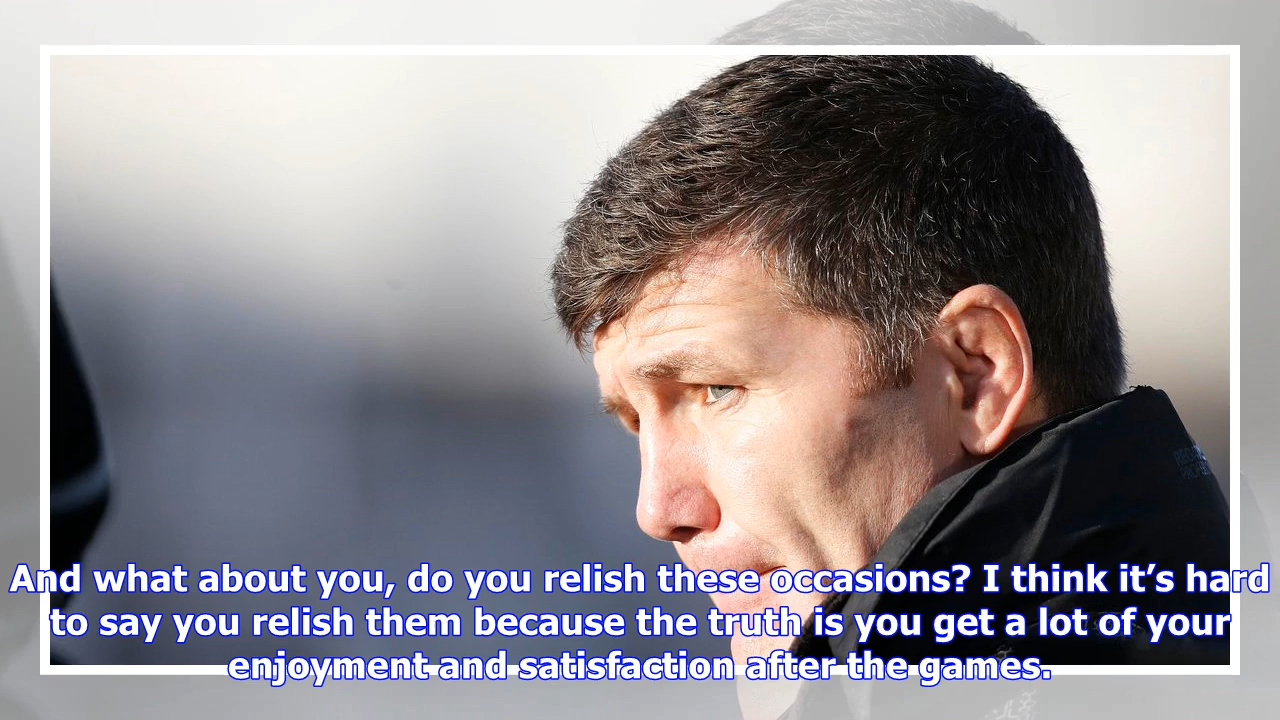 And what about you, do you relish these occasions? I think it’s hard
to say you relish them because the truth is you get a lot of your
enjoyment and satisfaction after the games.